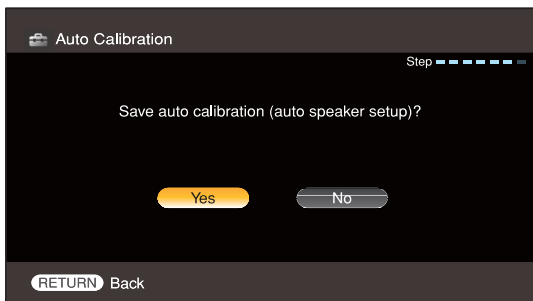 Auto Calibration
Step
Save auto calibration (auto speaker setup)?
Yes No
RETURN Back